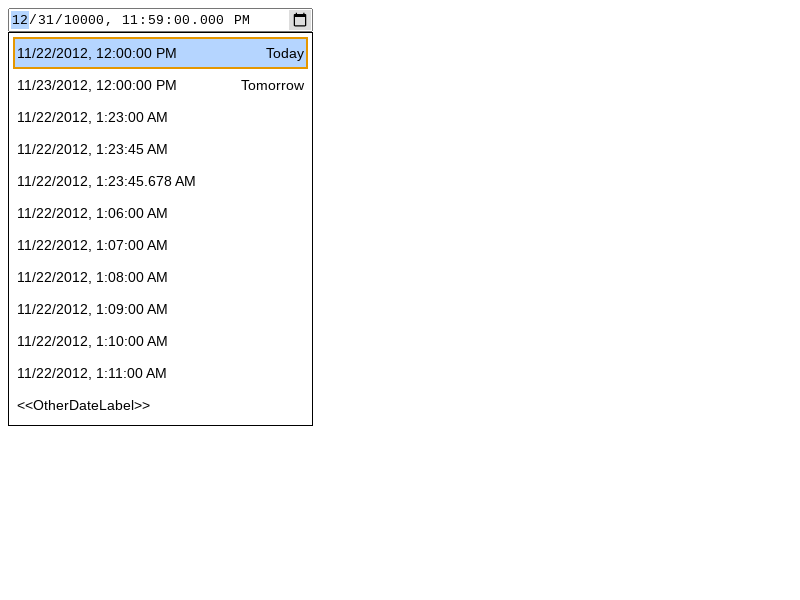 12/31/10000, 11:59:00.000 PM
11/22/2012, 12:00:00 PM Today
11/23/2012, 12:00:00 PM Tomorrow
11/22/2012, 1:23:00 AM
11/22/2012, 1:23:45 AM
11/22/2012, 1:23:45.678 AM
11/22/2012, 1:06:00 AM
11/22/2012, 1:07:00 AM
11/22/2012, 1:08:00 AM
11/22/2012, 1:09:00 AM
11/22/2012, 1:10:00 AM
11/22/2012, 1:11:00 AM
<<OtherDateLabel>>